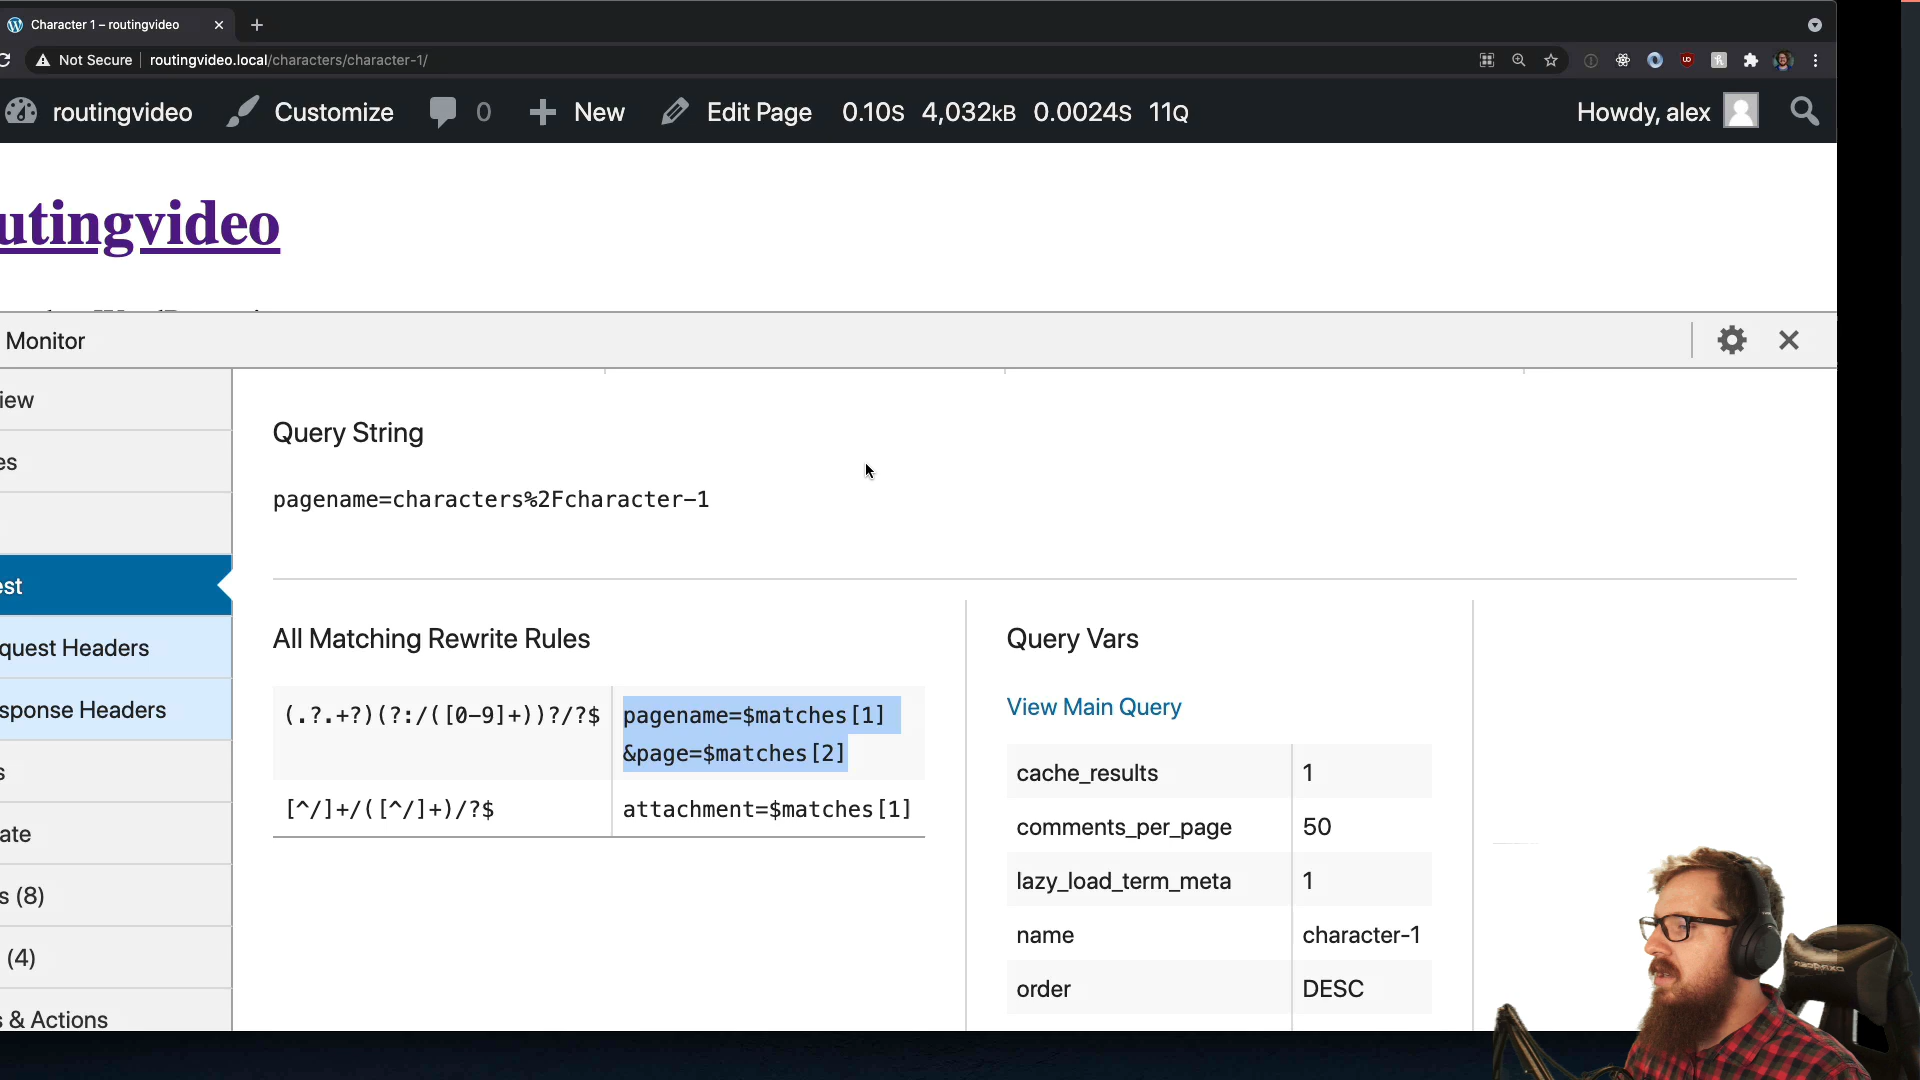 Character 1 – routingvideo
Not Secure routingvideo.local/characters/character-1/
routingvideo Customize 0 New Edit Page 0.10S 4,032KB 0.0024S 11Q Howdy, alex
utingvideo
Monitor
iew
es
est
quest Headers
sponse Headers
s
ate
s (8)
(4)
s & Actions
Query String
pagename=characters%2Fcharacter-1
All Matching Rewrite Rules
(.?.+?)(?:/([0-9]+))?/?$ pagename=$matches[1]
&page=$matches[2]
[^/]+/([^/]+)/?$ attachment=$matches[1]
Query Vars
View Main Query
cache_results 1
comments_per_page 50
lazy_load_term_meta 1
name character-1
order DESC